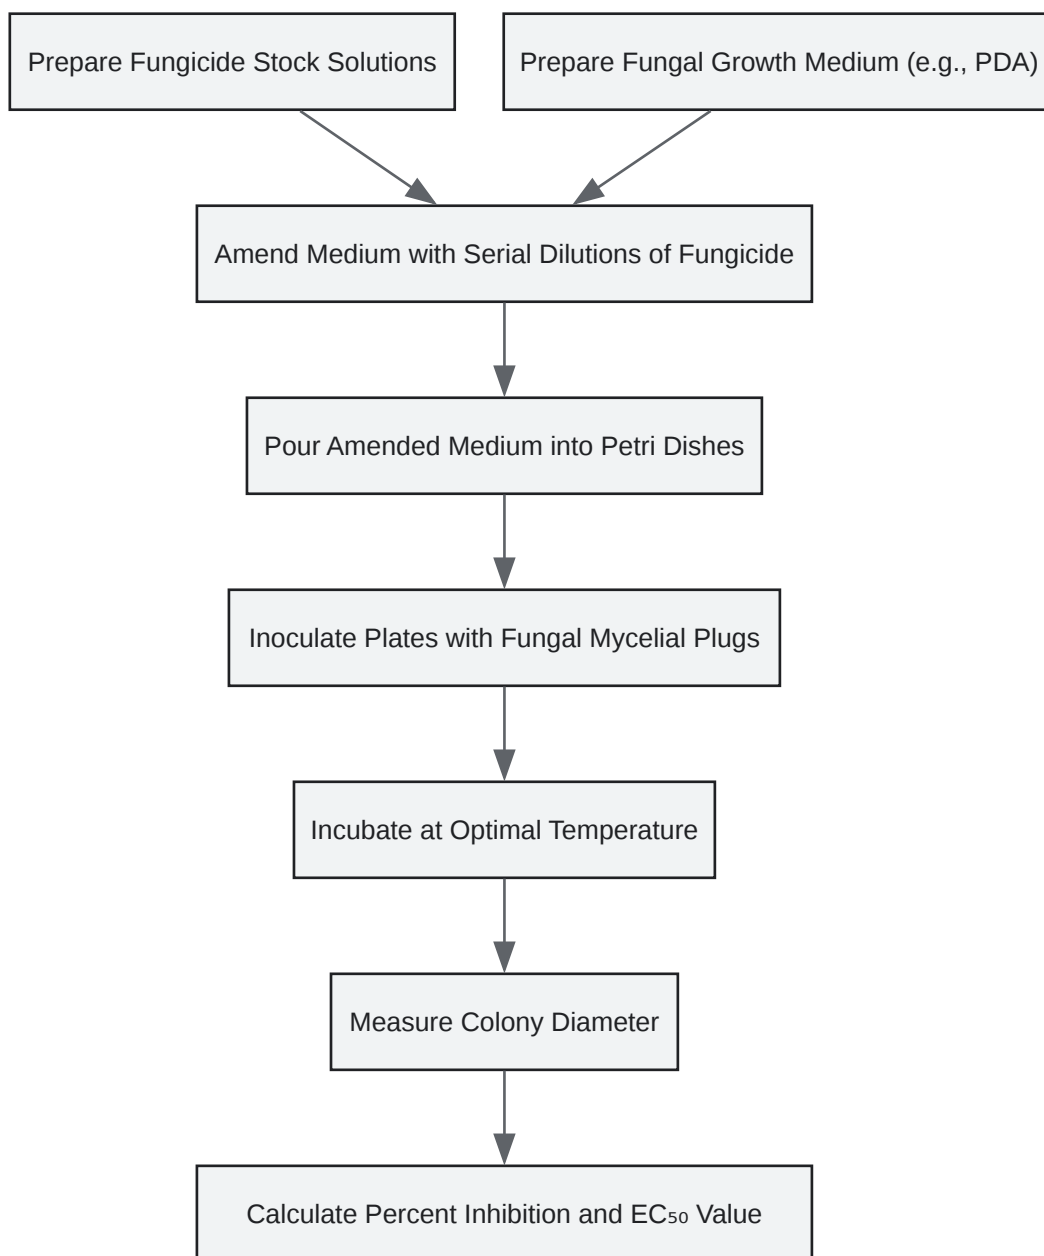 Prepare Fungicide Stock Solutions
Prepare Fungal Growth Medium (e.g., PDA)
Amend Medium with Serial Dilutions of Fungicide
Pour Amended Medium into Petri Dishes
Inoculate Plates with Fungal Mycelial Plugs
Incubate at Optimal Temperature
Measure Colony Diameter
Calculate Percent Inhibition and EC₅₀ Value